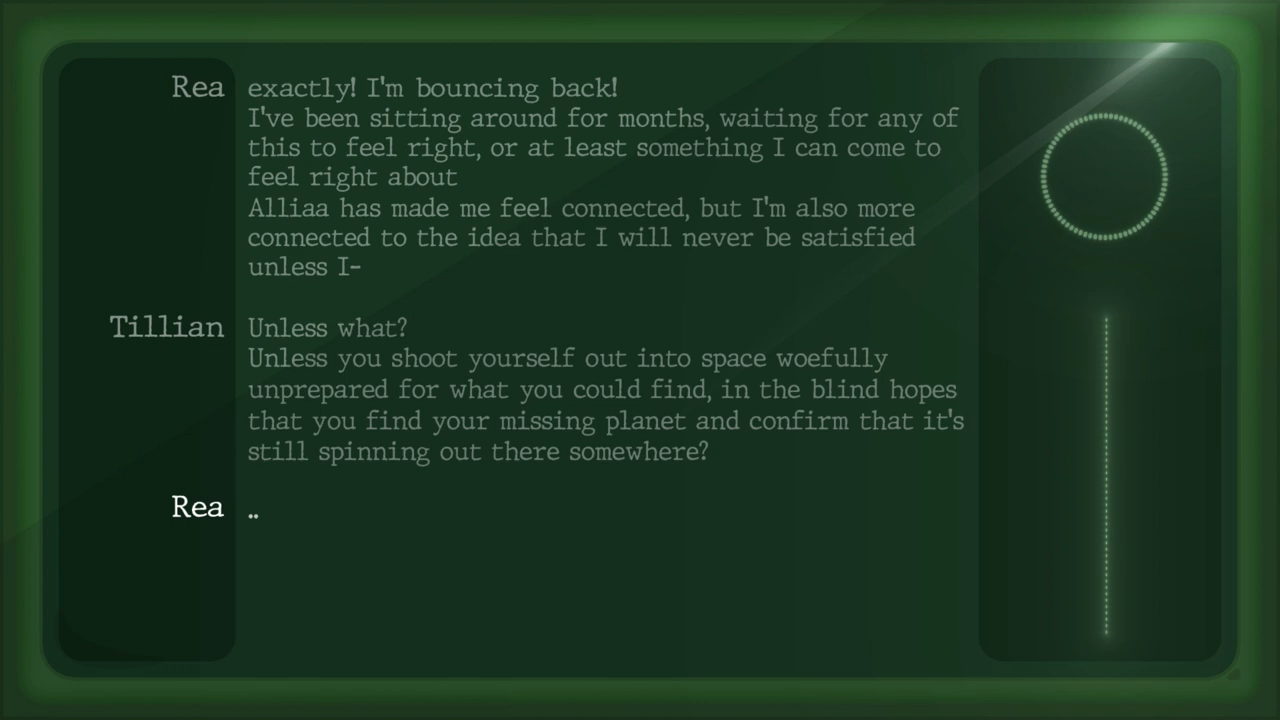 Rea exactly! I'm bouncing back!
I've been sitting around for months, waiting for any of
this to feel right, or at least something I can come to
feel right about
Alliaa has made me feel connected, but I'm also more
connected to the idea that I will never be satisfied
unless I-
Tillian Unless what?
Unless you shoot yourself out into space woefully
unprepared for what you could find, in the blind hopes
that you find your missing planet and confirm that it's
still spinning out there somewhere?
Rea ..